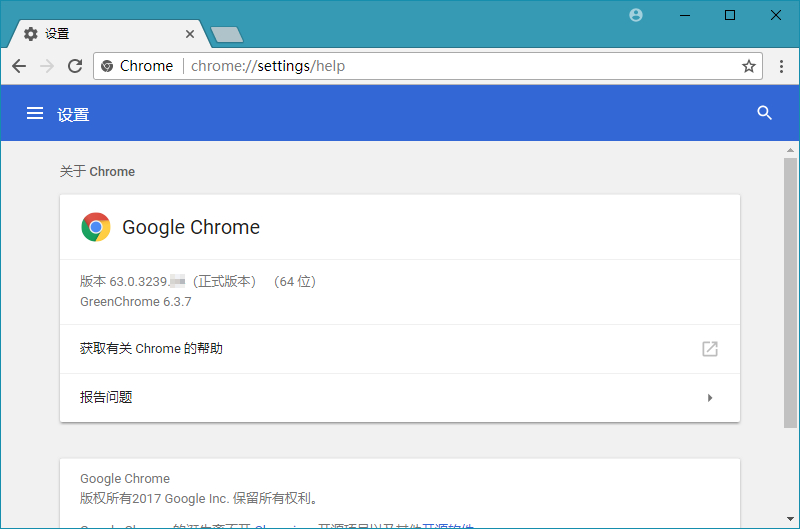 设置
Chrome | chrome://settings/help
设置
关于 Chrome
Google Chrome
版本 63.0.3239. (正式版本) (64 位)
GreenChrome 6.3.7
获取有关 Chrome 的帮助
报告问题
Google Chrome
版权所有2017 Google Inc. 保留所有权利。